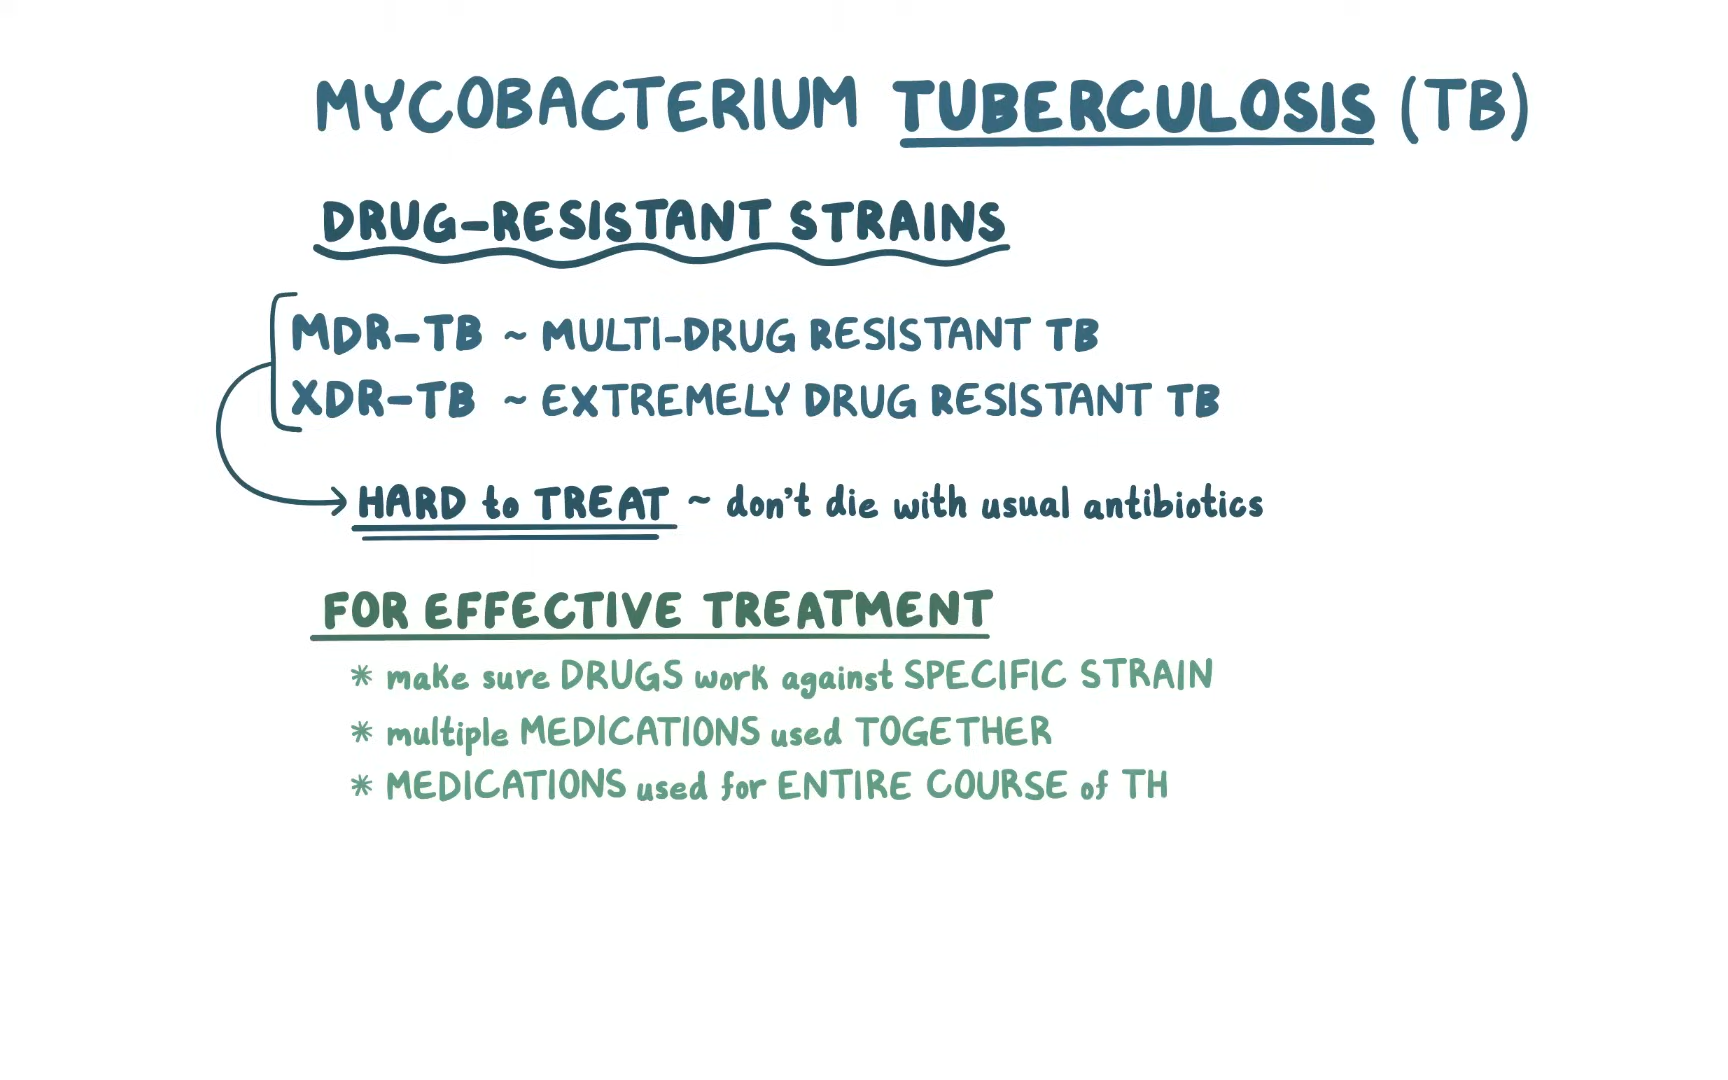 MYCOBACTERIUM TUBERCULOSIS (TB)
DRUG-RESISTANT STRAINS
MDR-TB ~ MULTI-DRUG RESISTANT TB
XDR-TB ~ EXTREMELY DRUG RESISTANT TB
HARD to TREAT ~ don't die with usual antibiotics
FOR EFFECTIVE TREATMENT
* make sure DRUGS work against SPECIFIC STRAIN
* multiple MEDICATIONS used TOGETHER
* MEDICATIONS used for ENTIRE COURSE of TH